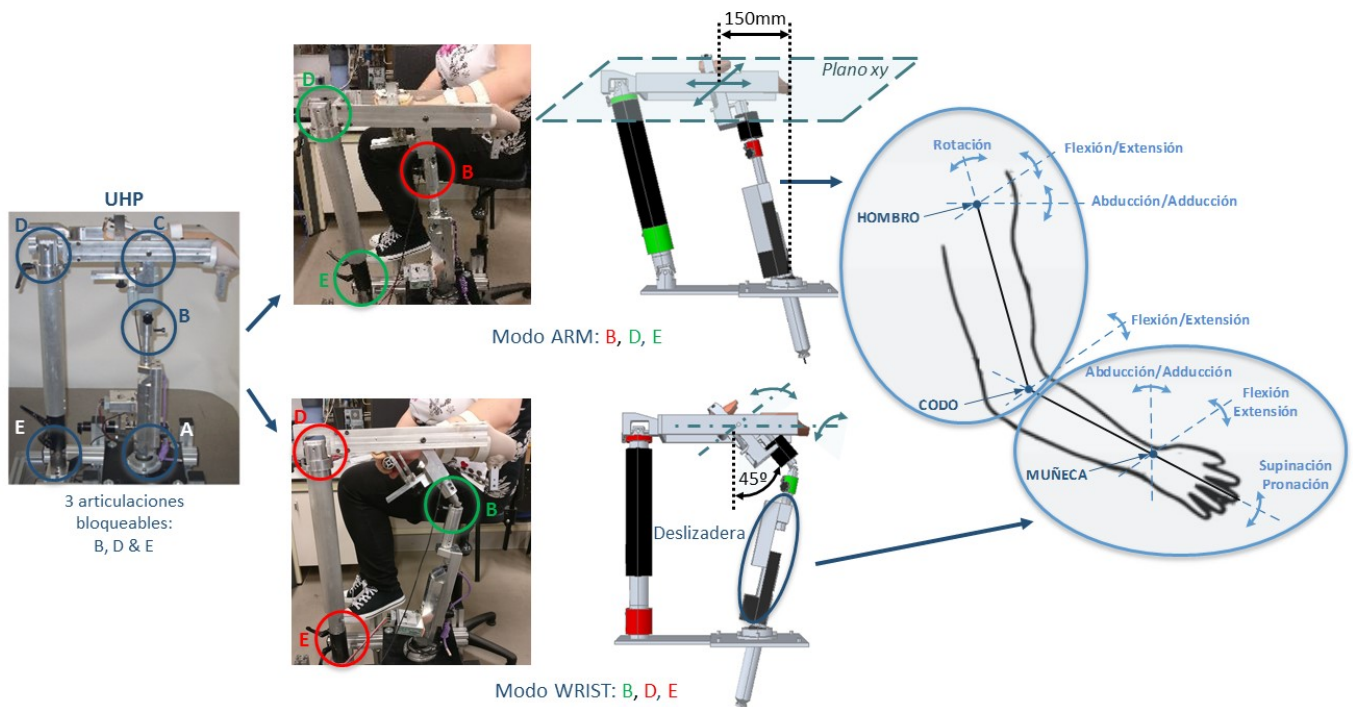 UHP
D
C
B
E
A
3 articulaciones
bloqueables:
B, D & E
D
B
E
150mm
Plano xy
Modo ARM: B, D, E
D
B
E
45º
Deslizadera
Modo WRIST: B, D, E
Rotación
Flexión/Extensión
HOMBRO
Abducción/Adducción
Flexión/Extensión
CODO
Abducción/Adducción
Flexión
Extensión
MUÑECA
Supinación
Pronación